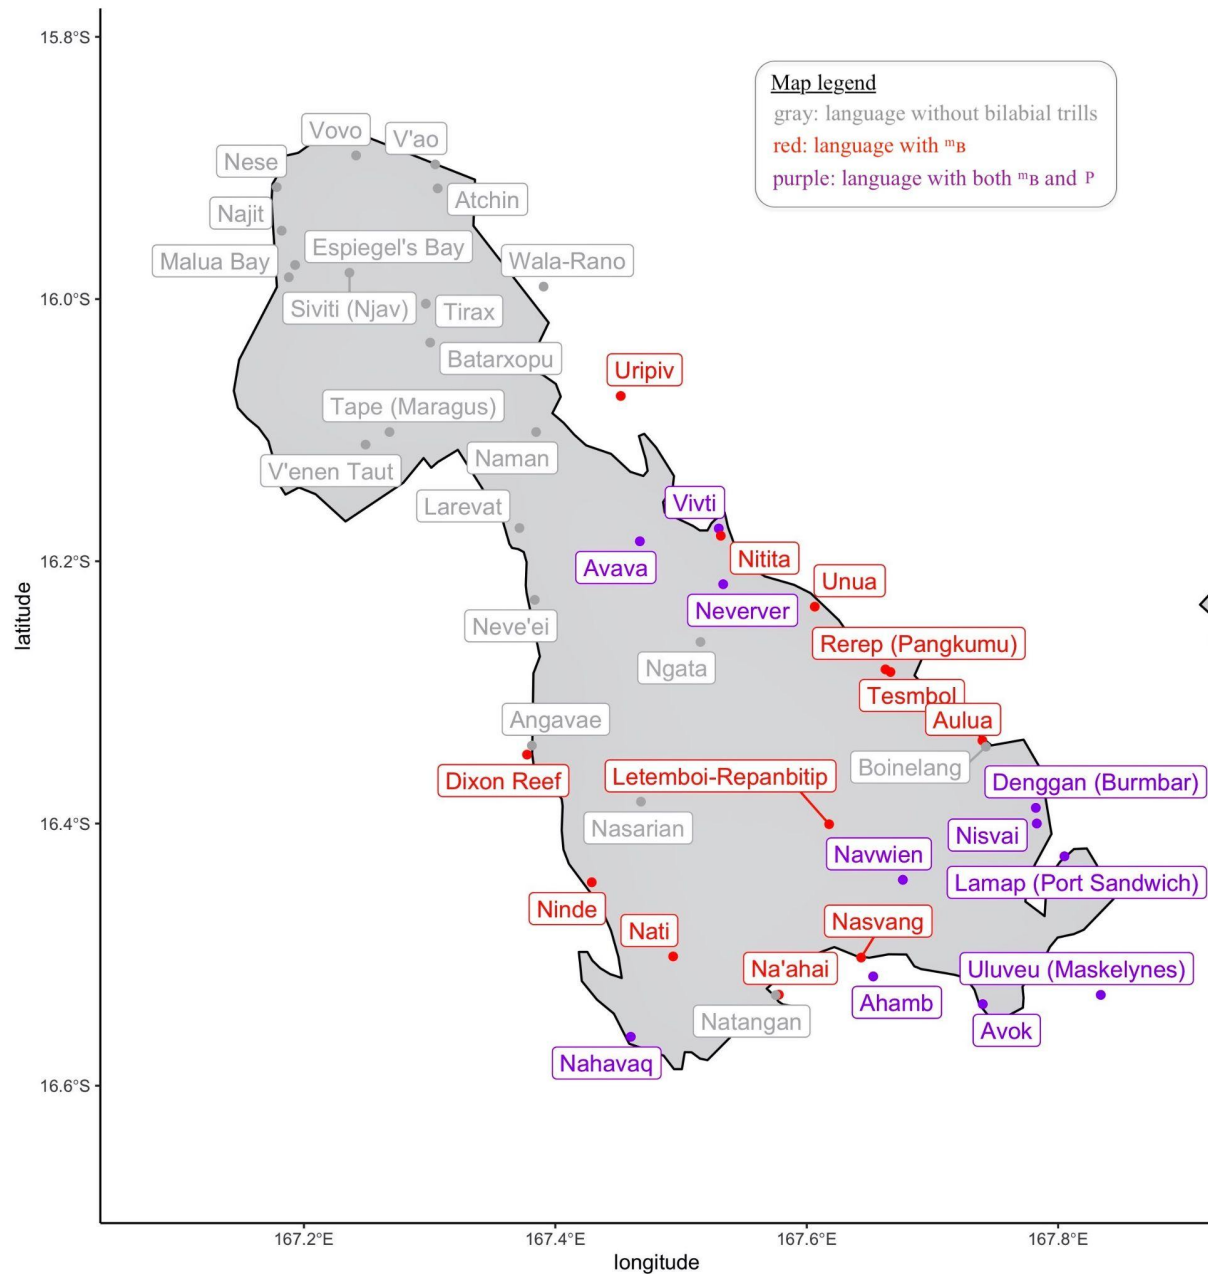 15.8°S
Map legend
gray: language without bilabial trills
red: language with ᵐʙ
purple: language with both ᵐʙ and ᴘ
Vovo
V'ao
Nese
Atchin
Najit
Espiegel's Bay
Malua Bay
Wala-Rano
16.0°S
Siviti (Njav)
Tirax
Batarxopu
Uripiv
Tape (Maragus)
Naman
V'enen Taut
Larevat
Vivti
16.2°S
Avava
Nitita
Unua
Neverver
Neve'ei
latitude
Rerep (Pangkumu)
Ngata
Tesmbol
Angavae
Aulua
Boinelang
Dixon Reef
Letemboi-Repanbitip
Denggan (Burmbar)
16.4°S
Nasarian
Nisvai
Navwien
Lamap (Port Sandwich)
Ninde
Nasvang
Nati
Na'ahai
Uluveu (Maskelynes)
Ahamb
Natangan
Avok
Nahavaq
16.6°S
167.2°E
167.4°E
167.6°E
167.8°E
longitude